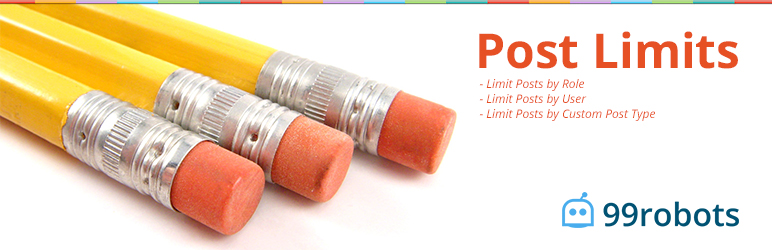 Post Limits
- Limit Posts by Role
- Limit Posts by User
- Limit Posts by Custom Post Type
99robots